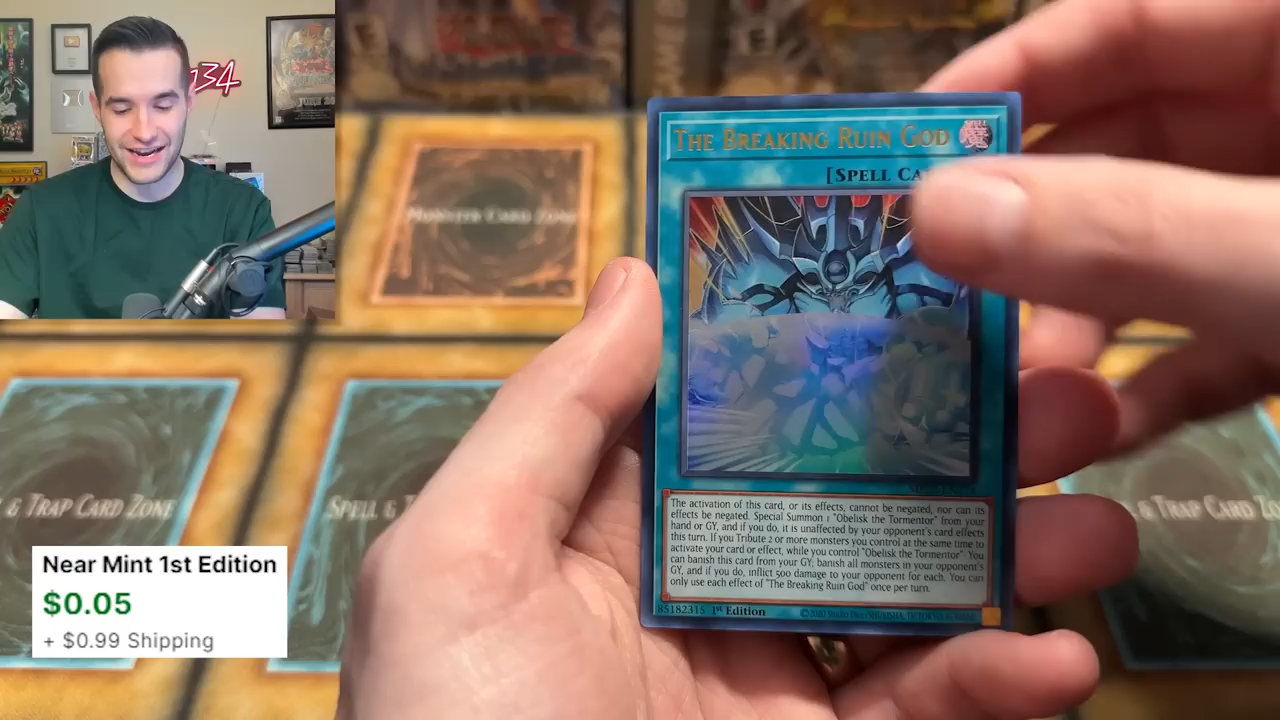 134
THE BREAKING RUIN GOD
[SPELL CA
MONSTER CARD ZONE
& TRAP CARD ZONE
SPELL & T
& TRAP CARD ZONE
The activation of this card, or its effects, cannot be negated, nor can its
effects be negated. Special Summon 1 "Obelisk the Tormentor" from your
hand or GY, and if you do, it is unaffected by your opponent's card effects
this turn. If you Tribute 2 or more monsters you control at the same time to
activate your card or effect, while you control "Obelisk the Tormentor" You
can banish this card from your GY; banish all monsters in your opponent's
GY, and if you do, inflict 500 damage to your opponent for each. You can
only use each effect of "The Breaking Ruin God" once per turn.
85182315 1st Edition
©2020 Studio Dice/SHUEISHA, TV TOKYO, KONAMI
Near Mint 1st Edition
$0.05
+ $0.99 Shipping